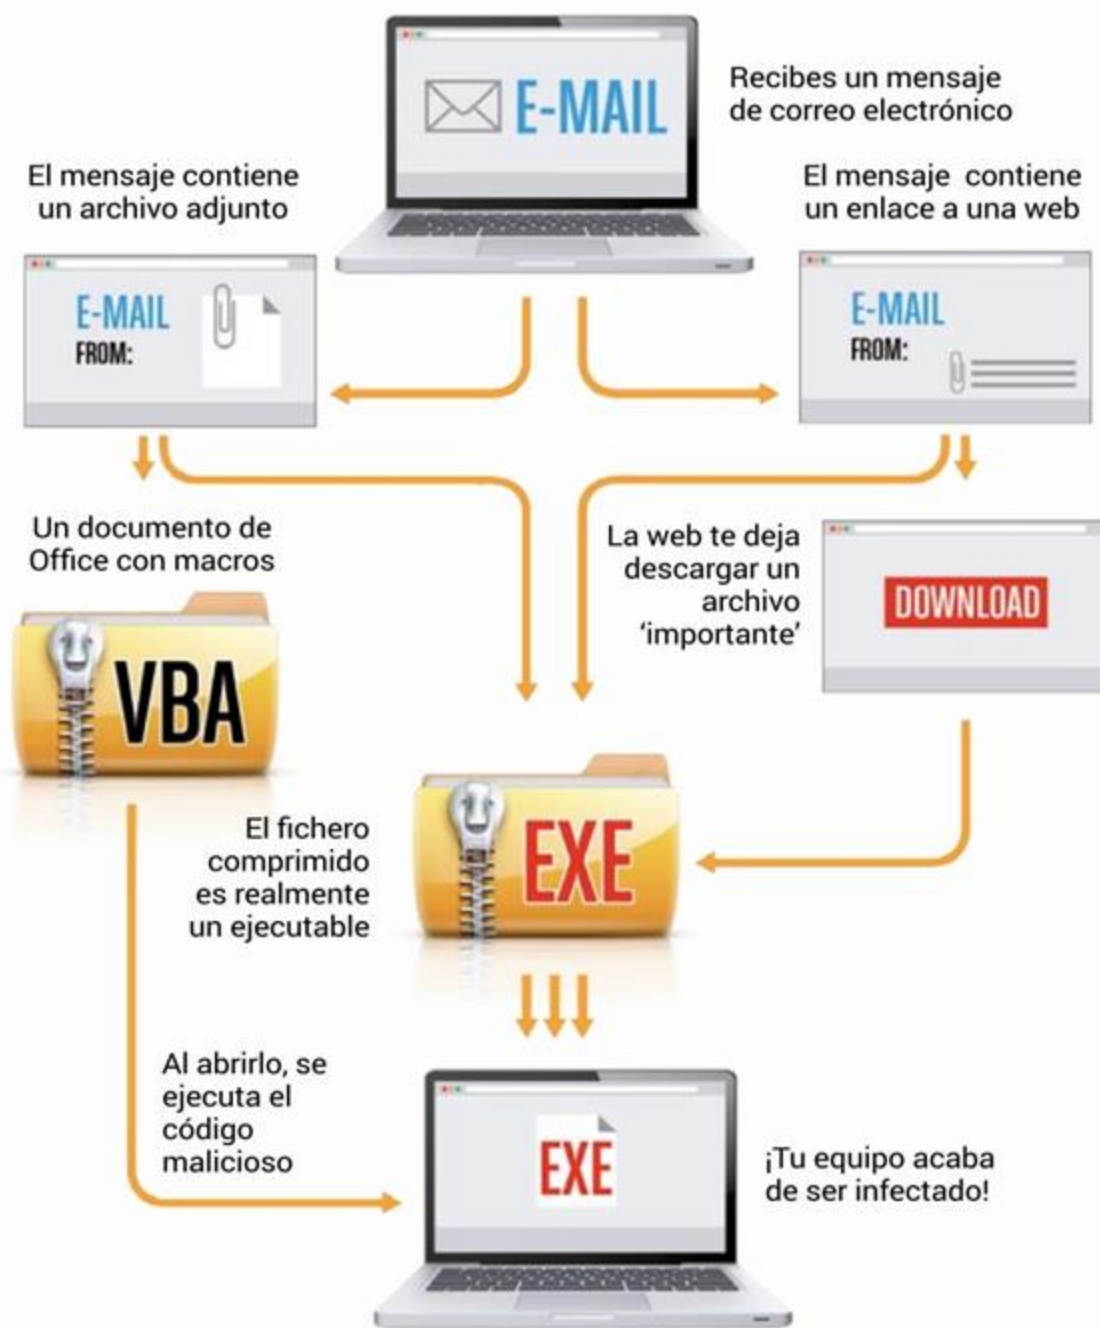 E-MAIL
Recibes un mensaje
de correo electrónico
El mensaje contiene
un archivo adjunto
El mensaje contiene
un enlace a una web
E-MAIL
FROM:
E-MAIL
FROM:
Un documento de
Office con macros
VBA
La web te deja
descargar un
archivo
‘importante’
DOWNLOAD
El fichero
comprimido
es realmente
un ejecutable
EXE
Al abrirlo, se
ejecuta el
código
malicioso
EXE
¡Tu equipo acaba
de ser infectado!